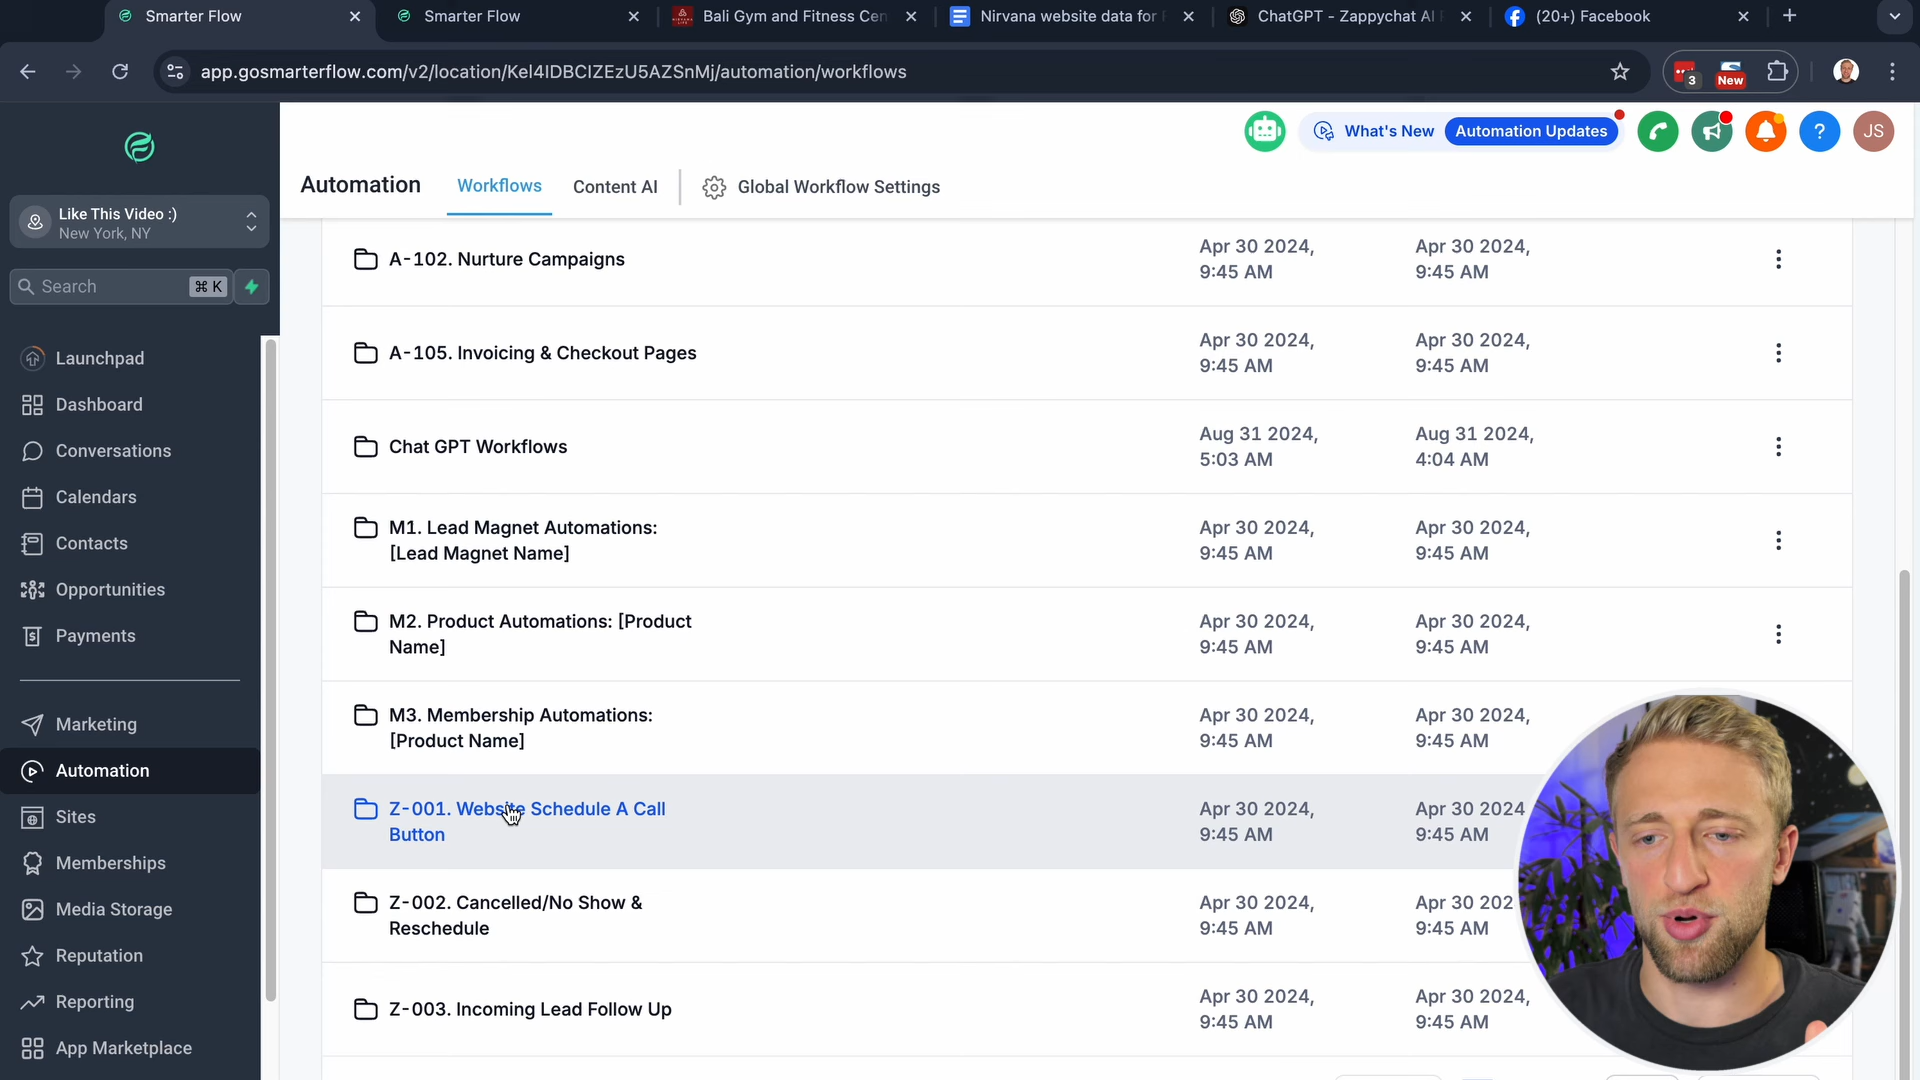 Smarter Flow
Smarter Flow
Bali Gym and Fitness Cen
Nirvana website data for
ChatGPT - Zappychat AI
(20+) Facebook
app.gosmarterflow.com/v2/location/Kel4IDBCIZEzU5AZSnMj/automation/workflows
3
New
What's New
Automation Updates
?
JS
Automation
Workflows
Content AI
Global Workflow Settings
Like This Video :)
New York, NY
Search
⌘ K
Launchpad
Dashboard
Conversations
Calendars
Contacts
Opportunities
Payments
Marketing
Automation
Sites
Memberships
Media Storage
Reputation
Reporting
App Marketplace
A-102. Nurture Campaigns
Apr 30 2024,
9:45 AM
Apr 30 2024,
9:45 AM
A-105. Invoicing & Checkout Pages
Apr 30 2024,
9:45 AM
Apr 30 2024,
9:45 AM
Chat GPT Workflows
Aug 31 2024,
5:03 AM
Aug 31 2024,
4:04 AM
M1. Lead Magnet Automations:
[Lead Magnet Name]
Apr 30 2024,
9:45 AM
Apr 30 2024,
9:45 AM
M2. Product Automations: [Product
Name]
Apr 30 2024,
9:45 AM
Apr 30 2024,
9:45 AM
M3. Membership Automations:
[Product Name]
Apr 30 2024,
9:45 AM
Apr 30 2024,
9:45 AM
Z-001. Website Schedule A Call
Button
Apr 30 2024,
9:45 AM
Apr 30 2024
9:45 AM
Z-002. Cancelled/No Show &
Reschedule
Apr 30 2024,
9:45 AM
Apr 30 202
9:45 AM
Z-003. Incoming Lead Follow Up
Apr 30 2024,
9:45 AM
Apr 30 2024,
9:45 AM